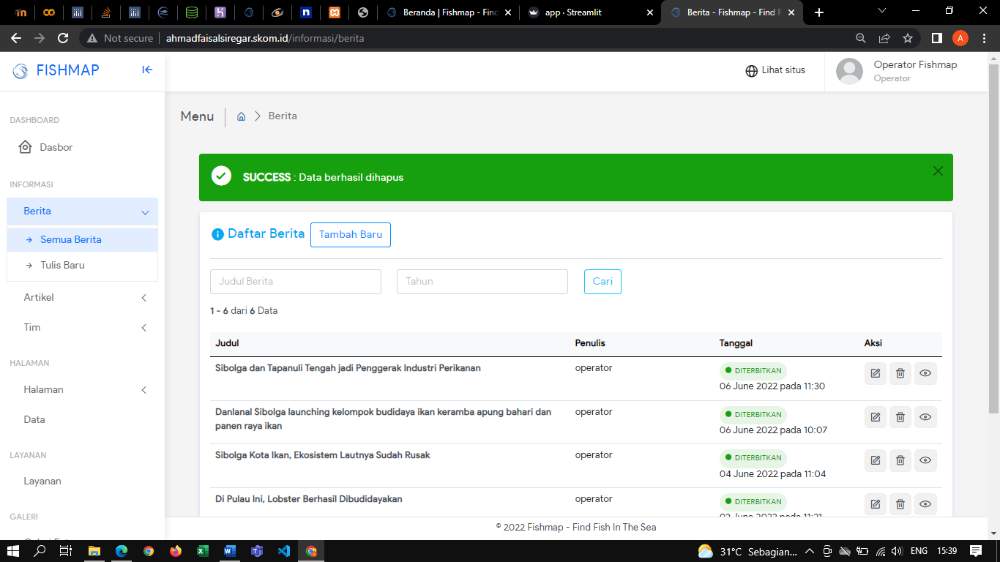 Beranda | Fishmap - Find
app · Streamlit
Berita - Fishmap - Find F
Not secure
ahmadfaisalsiregar.skom.id/informasi/berita
A
FISHMAP
Lihat situs
Operator Fishmap
Operator
DASHBOARD
Dasbor
INFORMASI
Berita
Semua Berita
Tulis Baru
Artikel
Tim
HALAMAN
Halaman
Data
LAYANAN
Layanan
GALERI
Menu
Berita
SUCCESS : Data berhasil dihapus
Daftar Berita
Tambah Baru
Judul Berita
Tahun
Cari
1 - 6 dari 6 Data
Judul Penulis Tanggal Aksi
Sibolga dan Tapanuli Tengah jadi Penggerak Industri Perikanan
operator
DITERBITKAN
06 June 2022 pada 11:30
Danlanal Sibolga launching kelompok budidaya ikan keramba apung bahari dan
panen raya ikan
operator
DITERBITKAN
06 June 2022 pada 10:07
Sibolga Kota Ikan, Ekosistem Lautnya Sudah Rusak
operator
DITERBITKAN
04 June 2022 pada 11:04
Di Pulau Ini, Lobster Berhasil Dibudidayakan
operator
DITERBITKAN
© 2022 Fishmap - Find Fish In The Sea
31°C Sebagian...
ENG
15:39